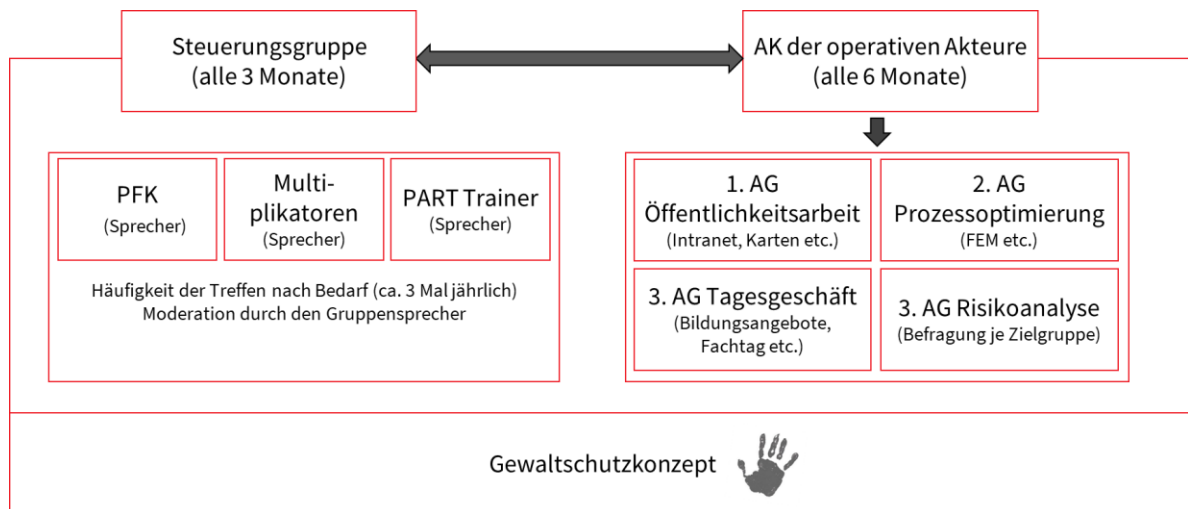 Steuerungsgruppe
(alle 3 Monate)
AK der operativen Akteure
(alle 6 Monate)
PFK
(Sprecher)
Multi-
plikatoren
(Sprecher)
PART Trainer
(Sprecher)
Häufigkeit der Treffen nach Bedarf (ca. 3 Mal jährlich)
Moderation durch den Gruppensprecher
1. AG
Öffentlichkeitsarbeit
(Intranet, Karten etc.)
2. AG
Prozessoptimierung
(FEM etc.)
3. AG Tagesgeschäft
(Bildungsangebote,
Fachtag etc.)
3. AG Risikoanalyse
(Befragung je Zielgruppe)
Gewaltschutzkonzept